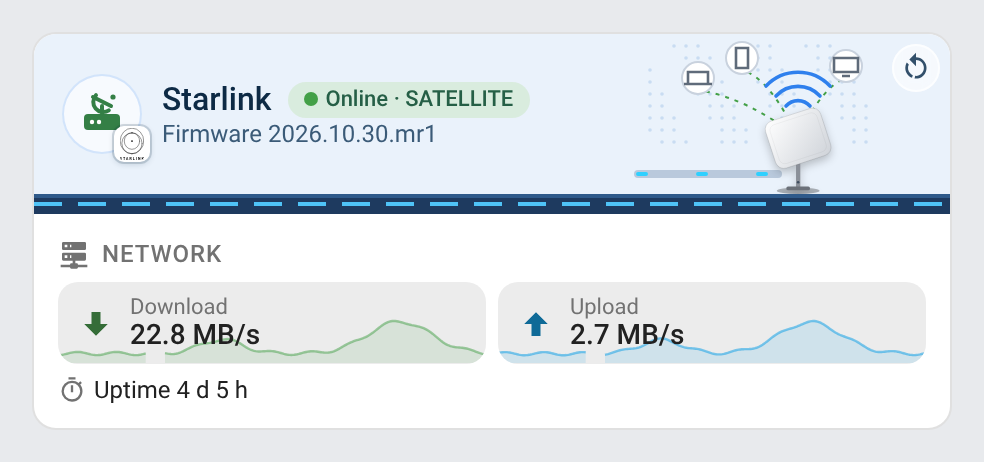 Starlink
Online · SATELLITE
STARLINK
Firmware 2026.10.30.mr1
NETWORK
Download
22.8 MB/s
Upload
2.7 MB/s
Uptime 4 d 5 h